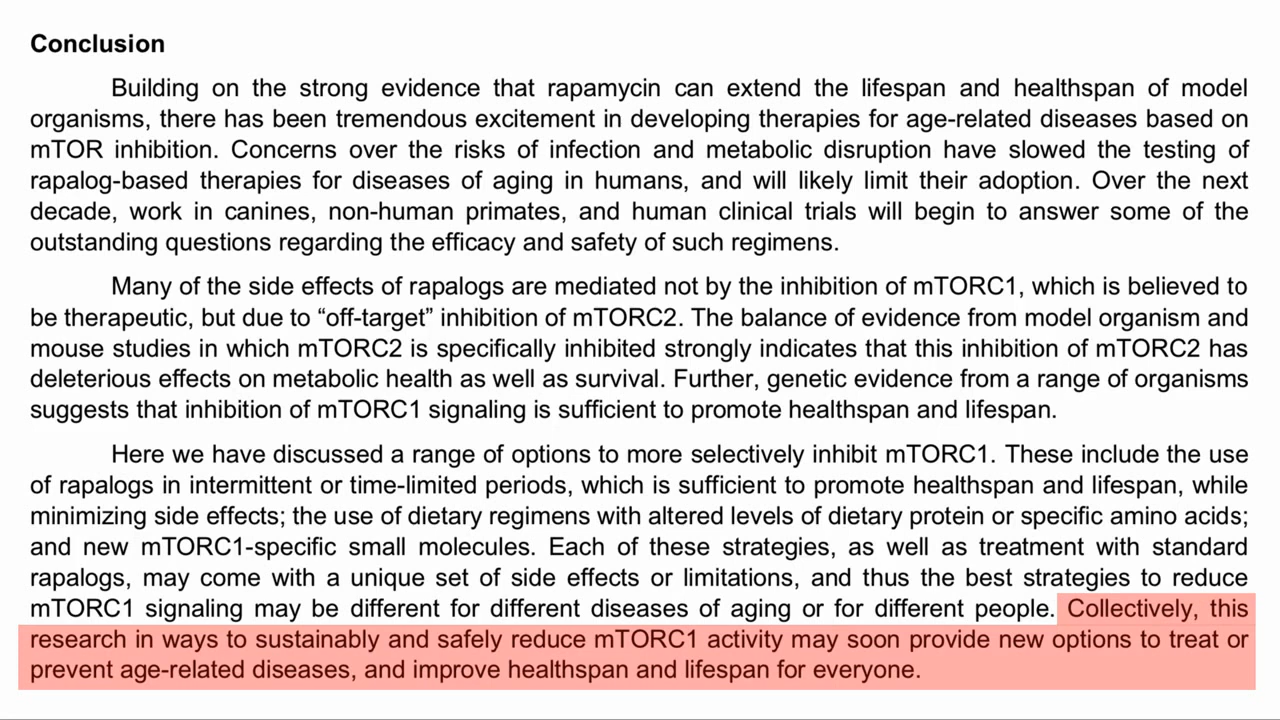 Conclusion
Building on the strong evidence that rapamycin can extend the lifespan and healthspan of model
organisms, there has been tremendous excitement in developing therapies for age-related diseases based on
mTOR inhibition. Concerns over the risks of infection and metabolic disruption have slowed the testing of
rapalog-based therapies for diseases of aging in humans, and will likely limit their adoption. Over the next
decade, work in canines, non-human primates, and human clinical trials will begin to answer some of the
outstanding questions regarding the efficacy and safety of such regimens.
Many of the side effects of rapalogs are mediated not by the inhibition of mTORC1, which is believed to
be therapeutic, but due to “off-target” inhibition of mTORC2. The balance of evidence from model organism and
mouse studies in which mTORC2 is specifically inhibited strongly indicates that this inhibition of mTORC2 has
deleterious effects on metabolic health as well as survival. Further, genetic evidence from a range of organisms
suggests that inhibition of mTORC1 signaling is sufficient to promote healthspan and lifespan.
Here we have discussed a range of options to more selectively inhibit mTORC1. These include the use
of rapalogs in intermittent or time-limited periods, which is sufficient to promote healthspan and lifespan, while
minimizing side effects; the use of dietary regimens with altered levels of dietary protein or specific amino acids;
and new mTORC1-specific small molecules. Each of these strategies, as well as treatment with standard
rapalogs, may come with a unique set of side effects or limitations, and thus the best strategies to reduce
mTORC1 signaling may be different for different diseases of aging or for different people. Collectively, this
research in ways to sustainably and safely reduce mTORC1 activity may soon provide new options to treat or
prevent age-related diseases, and improve healthspan and lifespan for everyone.